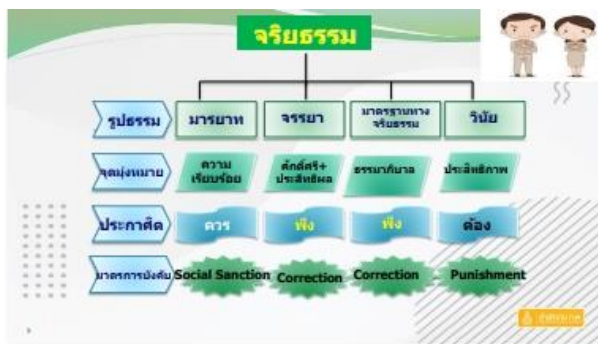 จริยธรรม
รูปธรรม
มารยาท
จรรยา
มาตรฐานทาง
จริยธรรม
วินัย
จุดมุ่งหมาย
ความ
เรียบร้อย
ศักดิ์ศรี+
ประสิทธิผล
ธรรมาภิบาล
ประสิทธิภาพ
ประกาศิต
ควร
พึง
พึง
ต้อง
มาตรการบังคับ
Social Sanction
Correction
Correction
Punishment